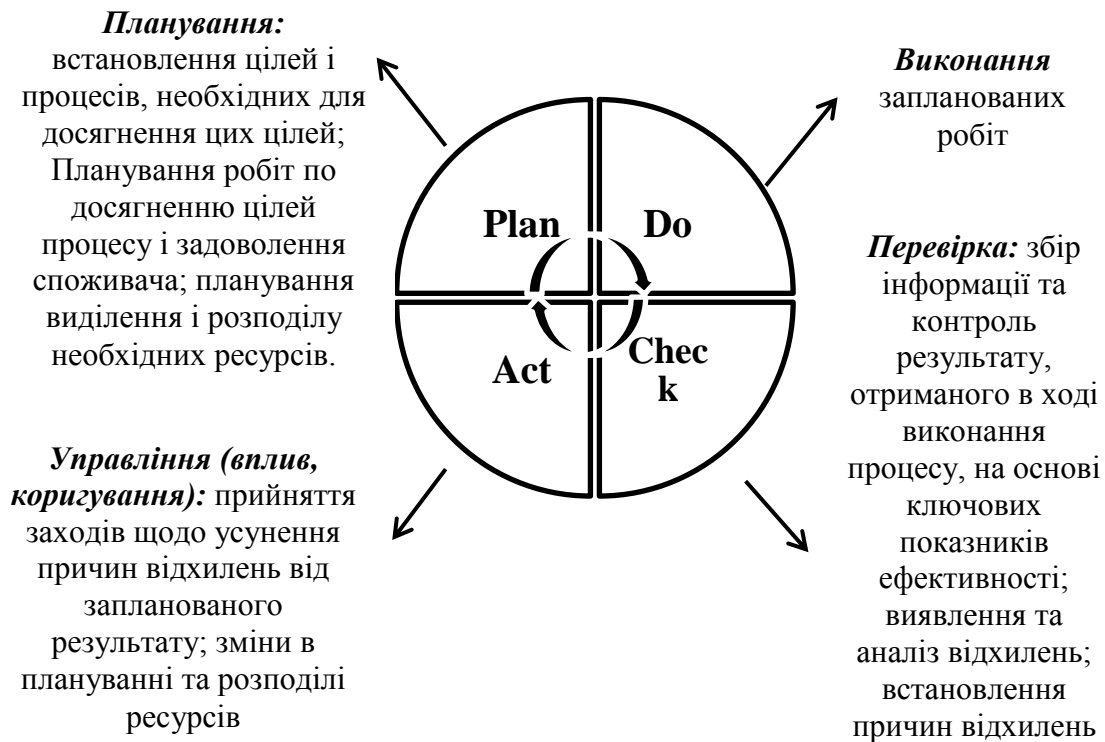 Планування:
встановлення цілей і
процесів, необхідних для
досягнення цих цілей;
Планування робіт по
досягненню цілей
процесу і задоволення
споживача; планування
виділення і розподілу
необхідних ресурсів.
Виконання
запланованих
робіт
Plan
Do
Act
Chec
k
Перевірка: збір
інформації та
контроль
результату,
отриманого в ході
виконання
процесу, на основі
ключових
показників
ефективності;
виявлення та
аналіз відхилень;
встановлення
причин відхилень
Управління (вплив,
коригування): прийняття
заходів щодо усунення
причин відхилень від
запланованого
результату; зміни в
плануванні та розподілі
ресурсів